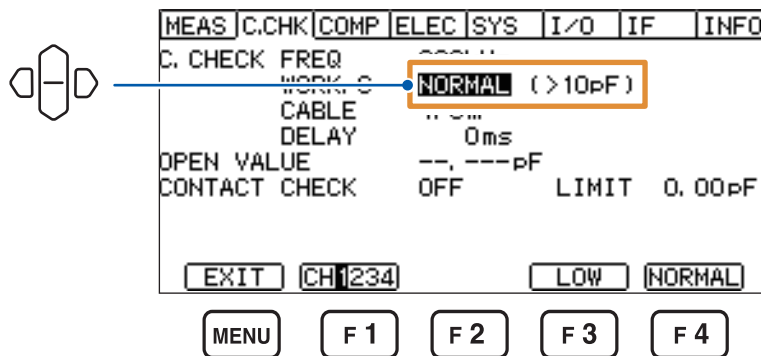 MEAS C.CHK COMP ELEC SYS I/O IF INFO
C. CHECK FREQ
NORMAL (>10pF)
CABLE
DELAY 0ms
OPEN VALUE --.---pF
CONTACT CHECK OFF LIMIT 0.00pF
EXIT CH1234 LOW NORMAL
MENU F1 F2 F3 F4